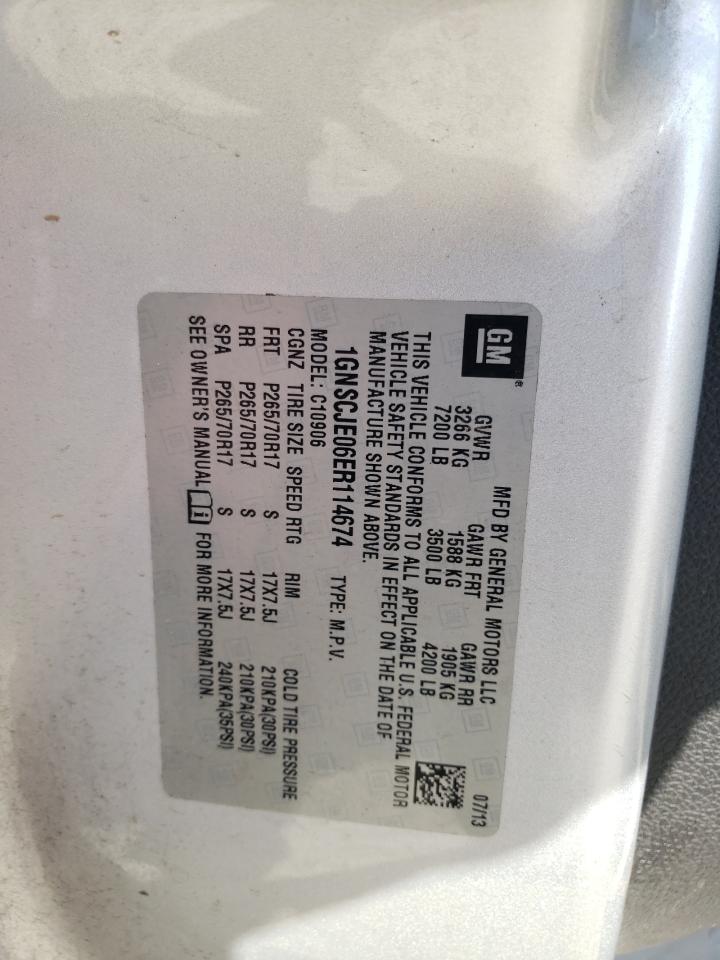 GM®
MFD BY GENERAL MOTORS LLC 07/13
GVWR GAWR FRT GAWR RR
3266 KG 1588 KG 1905 KG
7200 LB 3500 LB 4200 LB
THIS VEHICLE CONFORMS TO ALL APPLICABLE U.S. FEDERAL MOTOR
VEHICLE SAFETY STANDARDS IN EFFECT ON THE DATE OF
MANUFACTURE SHOWN ABOVE.
1GNSCJE06ER114674 TYPE: M.P.V.
MODEL: C10906
CGNZ TIRE SIZE SPEED RTG RIM COLD TIRE PRESSURE
FRT P265/70R17 S 17X7.5J 210KPA(30PSI)
RR P265/70R17 S 17X7.5J 210KPA(30PSI)
SPA P265/70R17 S 17X7.5J 240KPA(35PSI)
SEE OWNER'S MANUAL i FOR MORE INFORMATION.